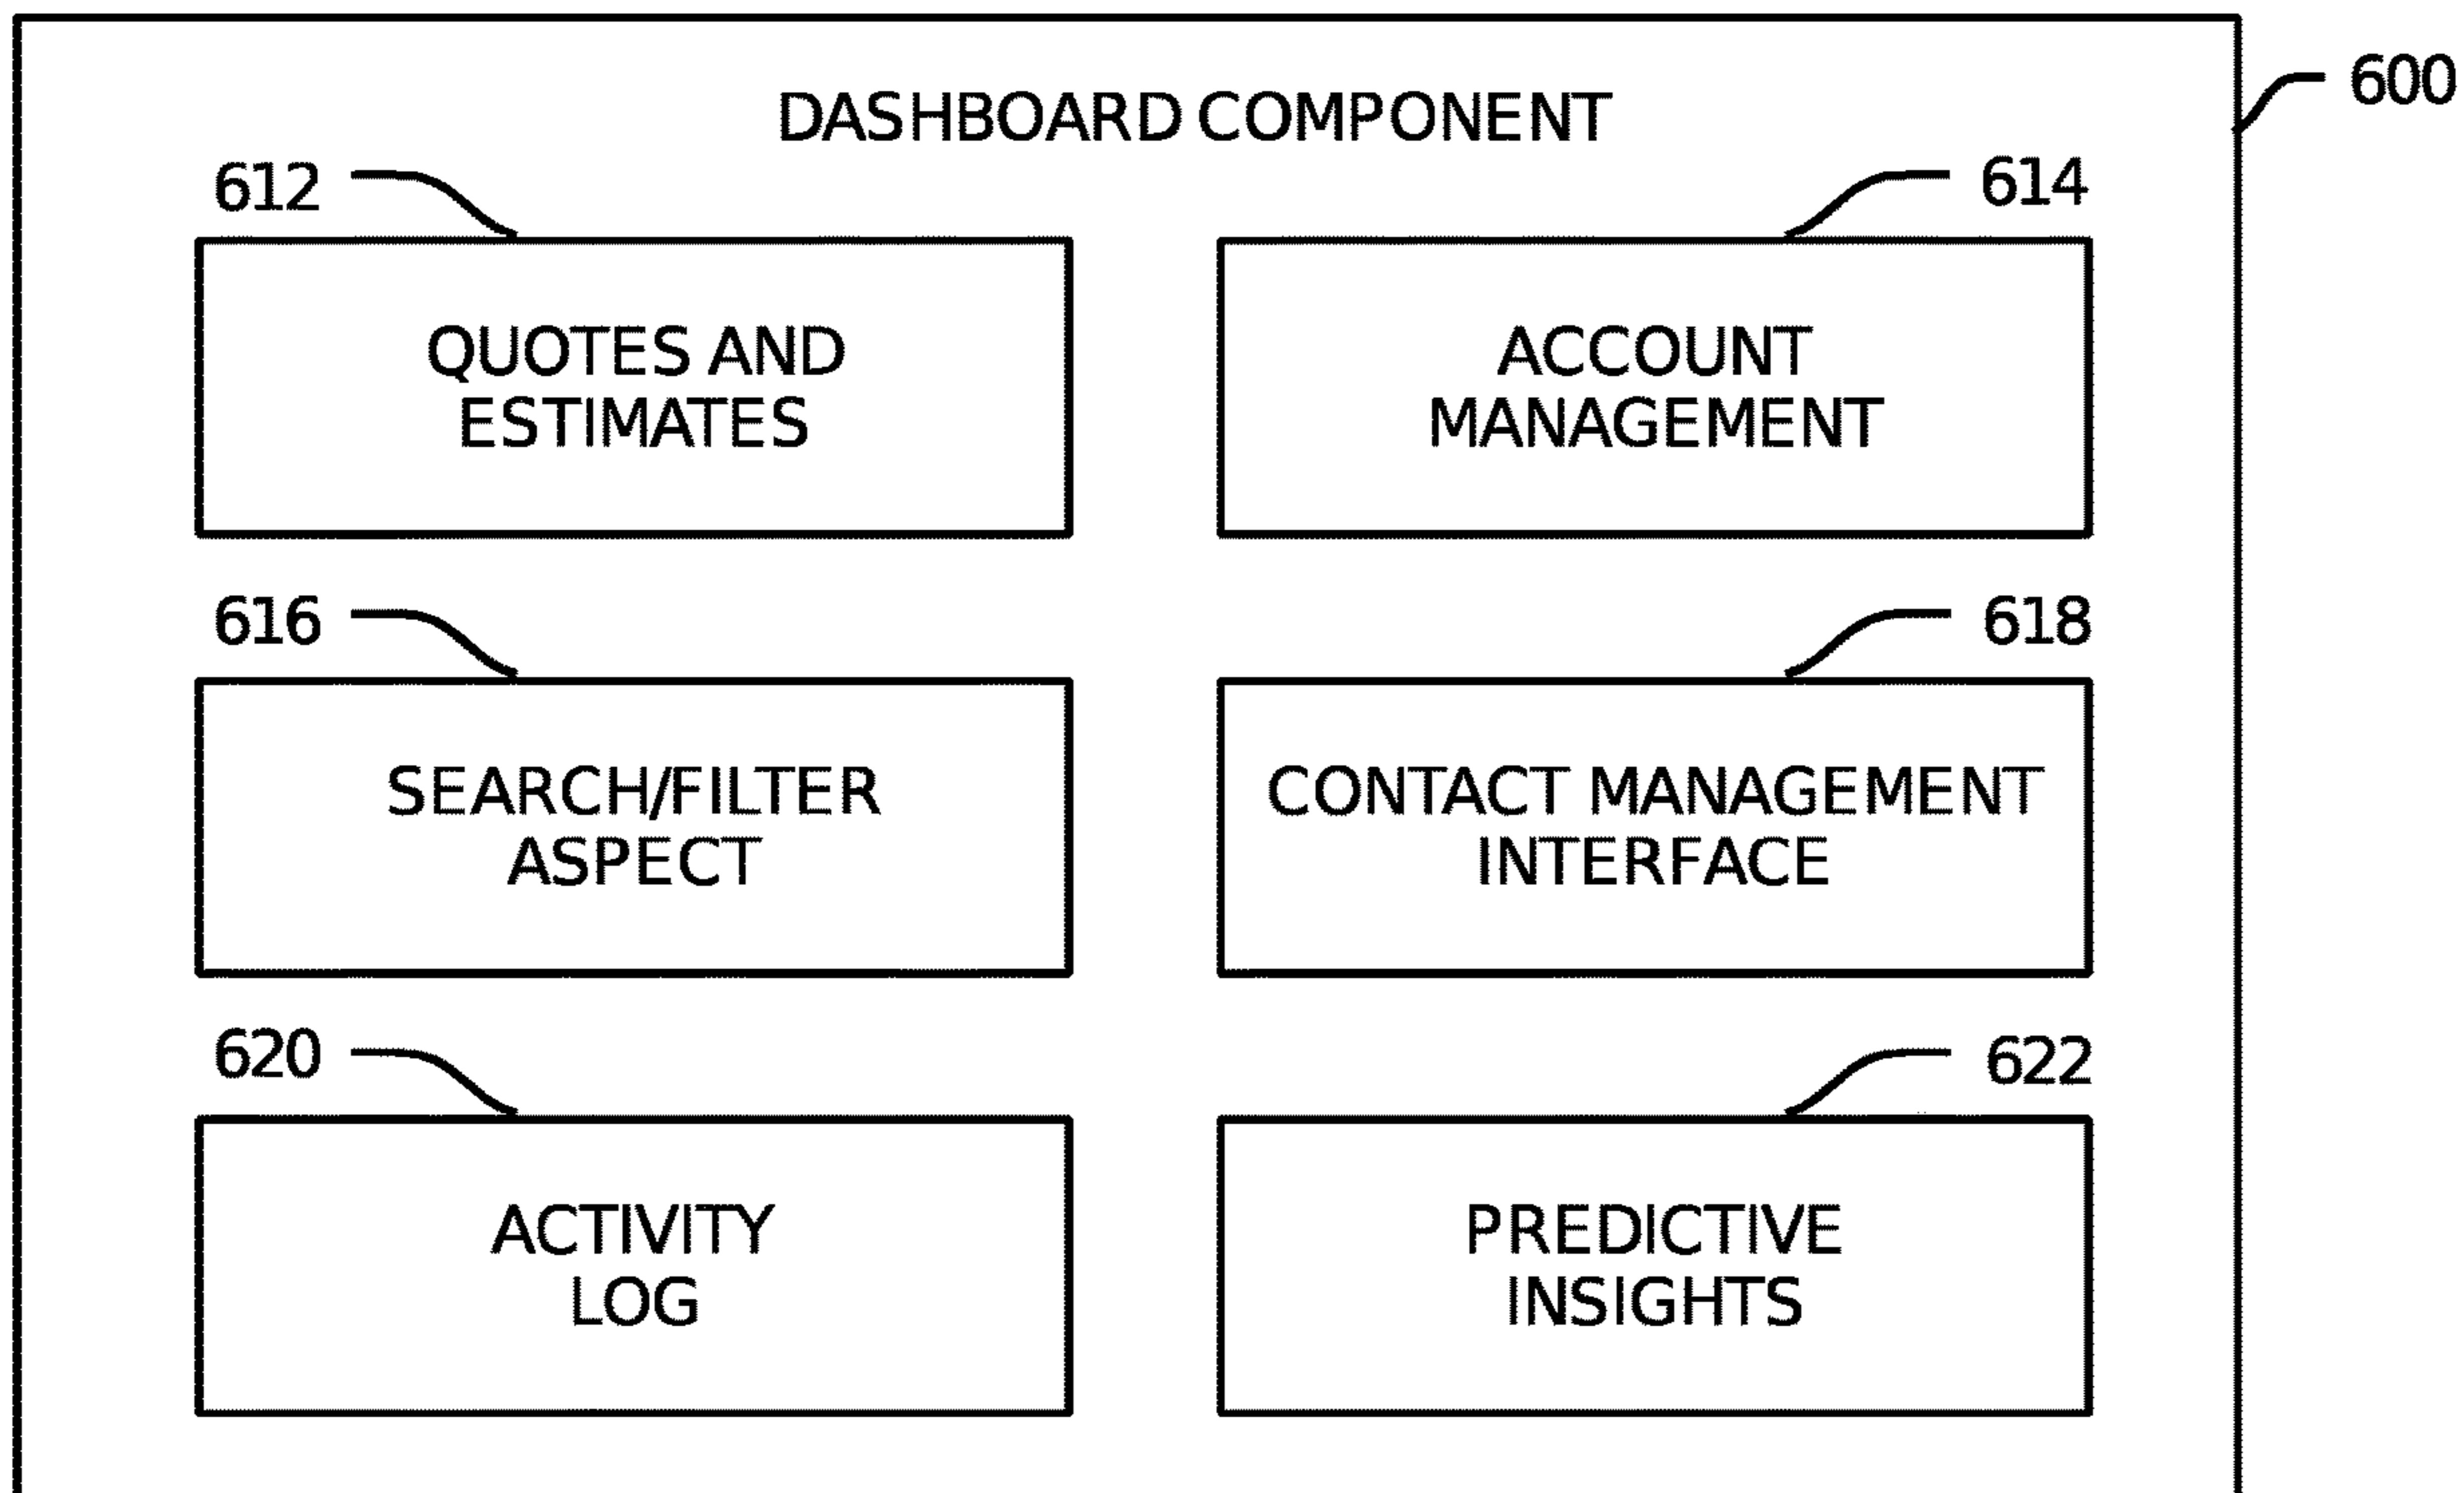 600
DASHBOARD COMPONENT
612
614
QUOTES AND
ESTIMATES
ACCOUNT
MANAGEMENT
616
618
SEARCH/FILTER
ASPECT
CONTACT MANAGEMENT
INTERFACE
620
622
ACTIVITY
LOG
PREDICTIVE
INSIGHTS